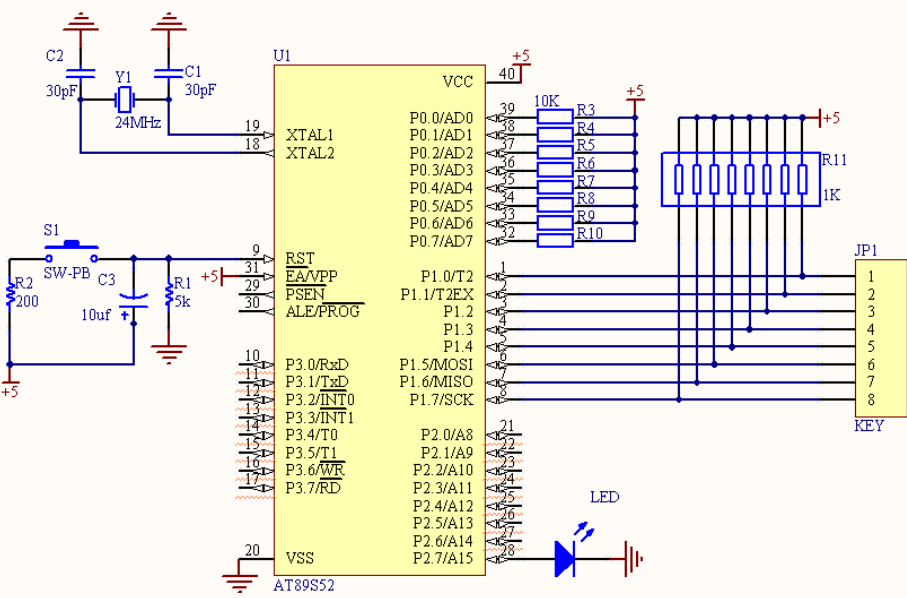 C2
30pF
Y1
24MHz
C1
30pF
S1
SW-PB
R2
200
C3
10uf
+
R1
5k
+5
+5
U1
19 XTAL1
18 XTAL2
9 RST
31 EA/VPP
29 PSEN
30 ALE/PROG
10 P3.0/RxD
11 P3.1/TxD
12 P3.2/INT0
13 P3.3/INT1
14 P3.4/T0
15 P3.5/T1
16 P3.6/WR
17 P3.7/RD
20 VSS
VCC 40
P0.0/AD0 39
P0.1/AD1 38
P0.2/AD2 37
P0.3/AD3 36
P0.4/AD4 35
P0.5/AD5 34
P0.6/AD6 33
P0.7/AD7 32
P1.0/T2 1
P1.1/T2EX 2
P1.2 3
P1.3 4
P1.4 5
P1.5/MOSI 6
P1.6/MISO 7
P1.7/SCK 8
P2.0/A8 21
P2.1/A9 22
P2.2/A10 23
P2.3/A11 24
P2.4/A12 25
P2.5/A13 26
P2.6/A14 27
P2.7/A15 28
AT89S52
+5
10K
R3
R4
R5
R6
R7
R8
R9
R10
+5
+5
R11
1K
JP1
1
2
3
4
5
6
7
8
KEY
LED